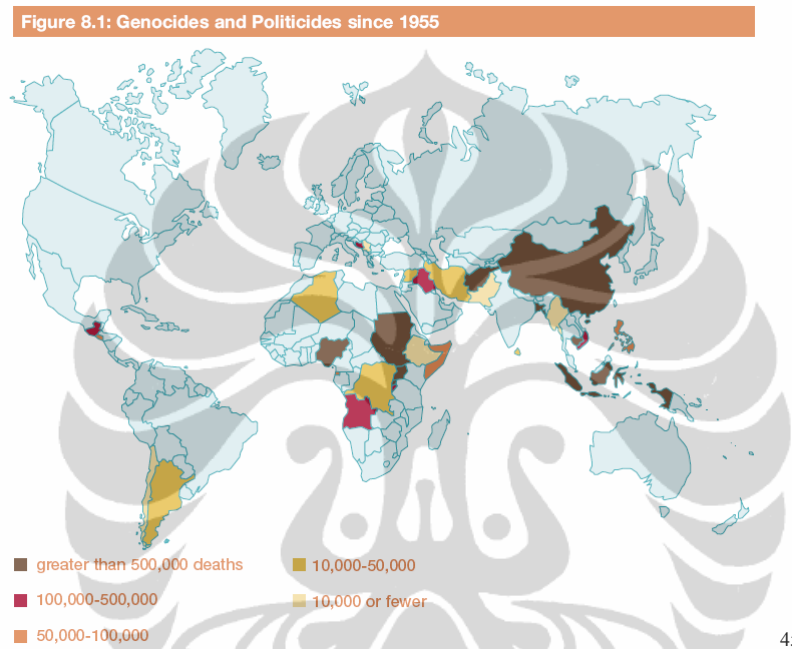 Figure 8.1: Genocides and Politicides since 1955
greater than 500,000 deaths
10,000-50,000
100,000-500,000
10,000 or fewer
50,000-100,000